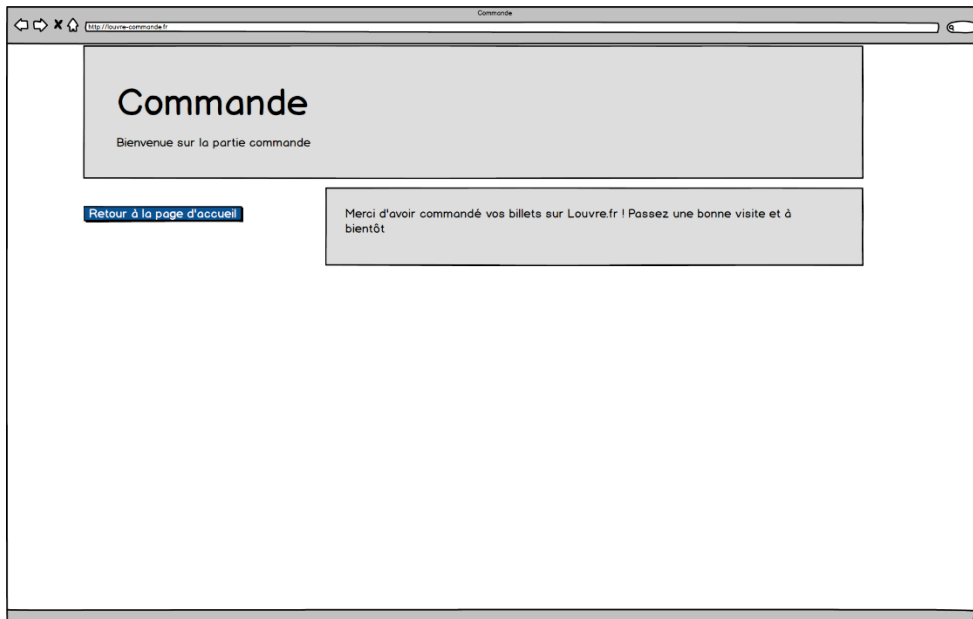 Commande
http://louvre-commande.fr
Commande
Bienvenue sur la partie commande
Retour à la page d'accueil
Merci d'avoir commandé vos billets sur Louvre.fr ! Passez une bonne visite et à
bientôt